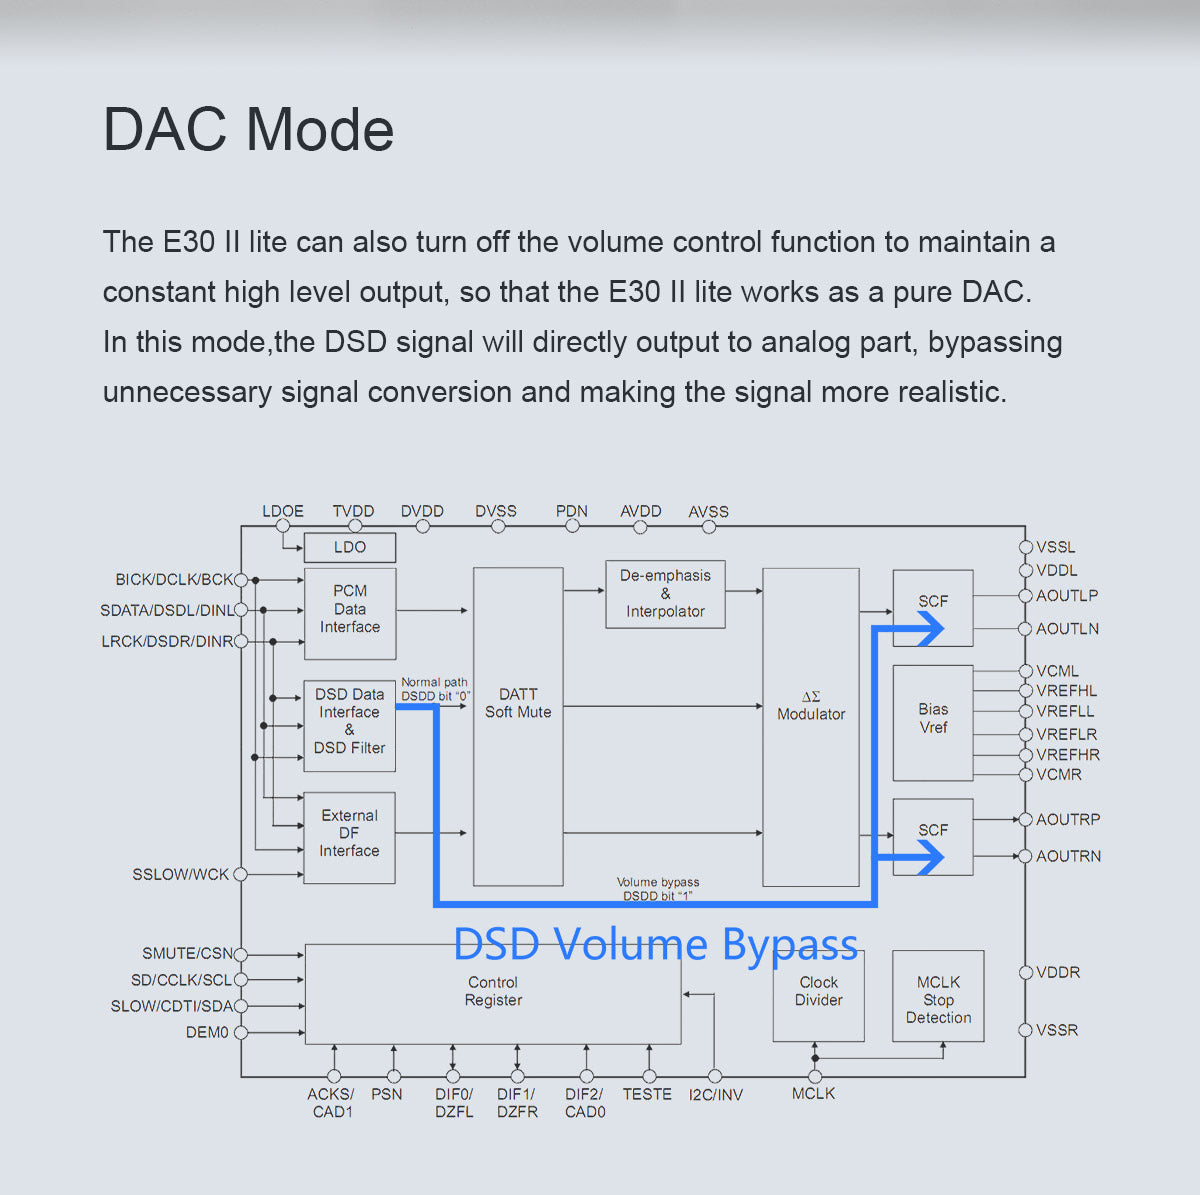 DAC Mode
The E30 II lite can also turn off the volume control function to maintain a
constant high level output, so that the E30 II lite works as a pure DAC.
In this mode,the DSD signal will directly output to analog part, bypassing
unnecessary signal conversion and making the signal more realistic.
LDOE TVDD DVDD DVSS PDN AVDD AVSS
LDO
BICK/DCLK/BCK
SDATA/DSDL/DINL
LRCK/DSDR/DINR
PCM
Data
Interface
De-emphasis
&
Interpolator
SCF
VSSL
VDDL
AOUTLP
AOUTLN
DSD Data
Interface
&
DSD Filter
Normal path
DSDD bit “0”
DATT
Soft Mute
ΔΣ
Modulator
Bias
Vref
VCML
VREFHL
VREFLL
VREFLR
VREFHR
VCMR
External
DF
Interface
SCF
AOUTRP
AOUTRN
SSLOW/WCK
Volume bypass
DSDD bit “1”
DSD Volume Bypass
SMUTE/CSN
SD/CCLK/SCL
SLOW/CDTI/SDA
DEM0
Control
Register
Clock
Divider
MCLK
Stop
Detection
VDDR
VSSR
ACKS/
CAD1
PSN
DIF0/
DZFL
DIF1/
DZFR
DIF2/
CAD0
TESTE
I2C/INV
MCLK